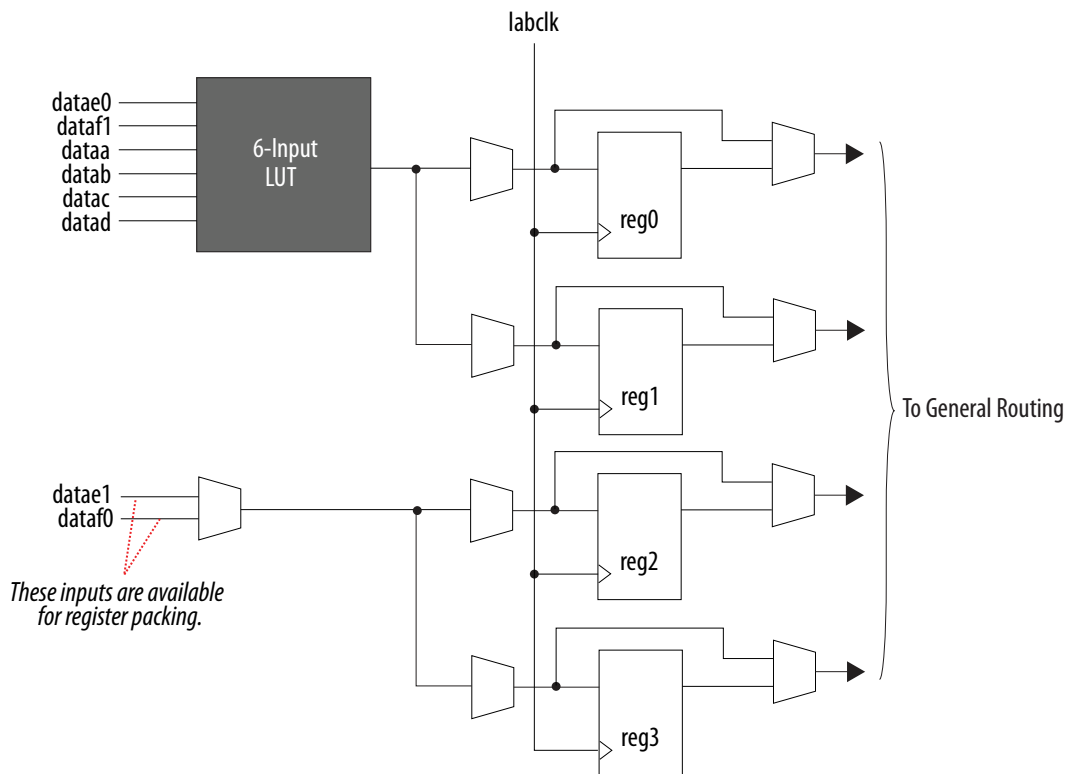 labclk
datae0
dataf1
dataa
datab
datac
datad
6-Input
LUT
reg0
reg1
To General Routing
datae1
dataf0
These inputs are available
for register packing.
reg2
reg3